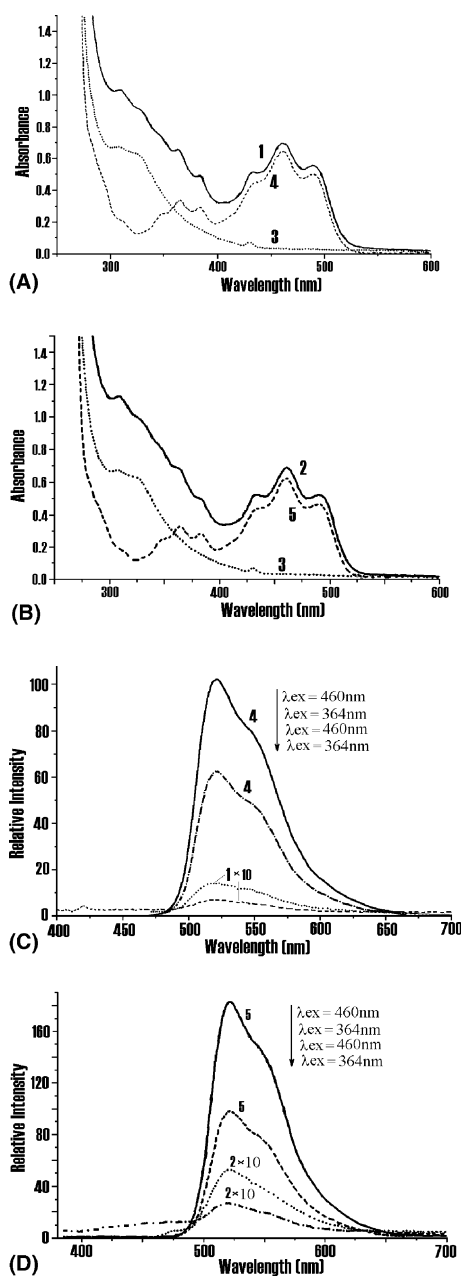 1.4
1.2
1.0
0.8
0.6
0.4
0.2
0.0
Absorbance
1
4
3
300
400
500
600
Wavelength (nm)
(A)
1.4
1.2
1.0
0.8
0.6
0.4
0.2
0.0
Absorbance
2
5
3
300
400
500
600
Wavelength (nm)
(B)
100
80
60
40
20
0
Relative Intensity
4
4
1 × 10
λex = 460nm
λex = 364nm
λex = 460nm
λex = 364nm
400
450
500
550
600
650
700
Wavelength (nm)
(C)
160
120
80
40
0
Relative Intensity
5
5
2 × 10
2 × 10
λex = 460nm
λex = 364nm
λex = 460nm
λex = 364nm
400
500
600
700
Wavelength (nm)
(D)